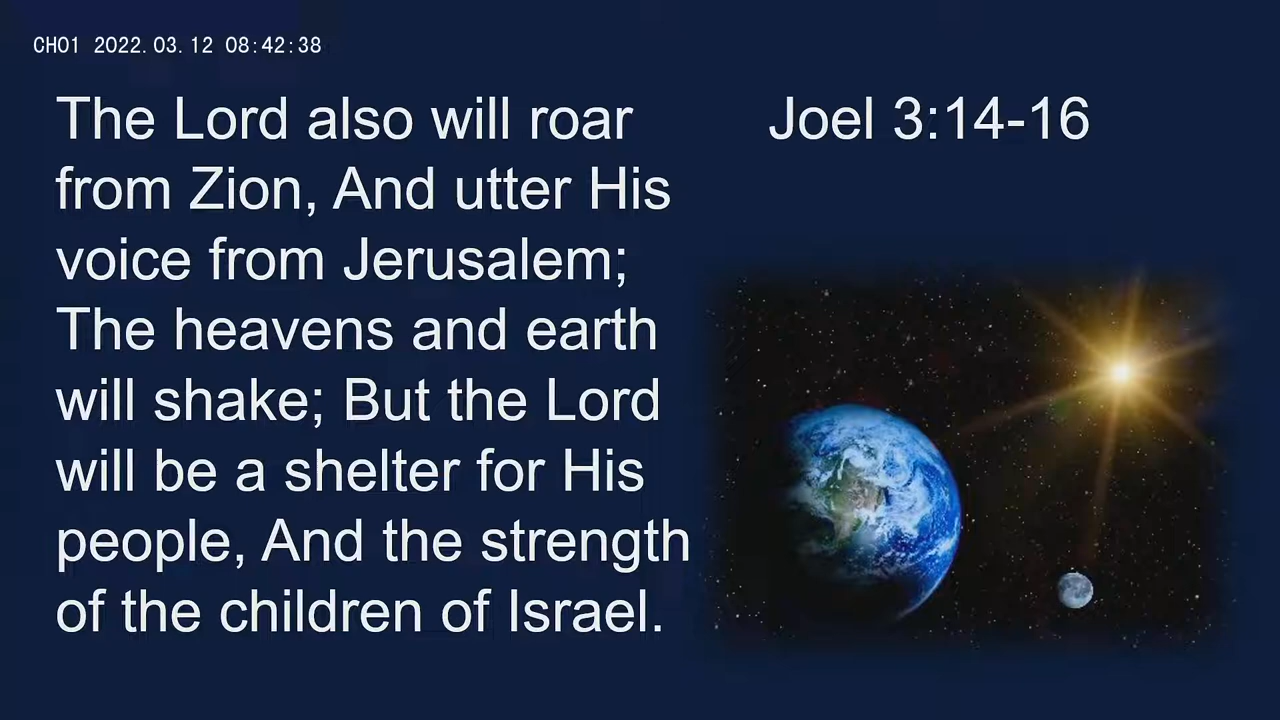 CH01 2022.03.12 08:42:38
The Lord also will roar
from Zion, And utter His
voice from Jerusalem;
The heavens and earth
will shake; But the Lord
will be a shelter for His
people, And the strength
of the children of Israel.
Joel 3:14-16